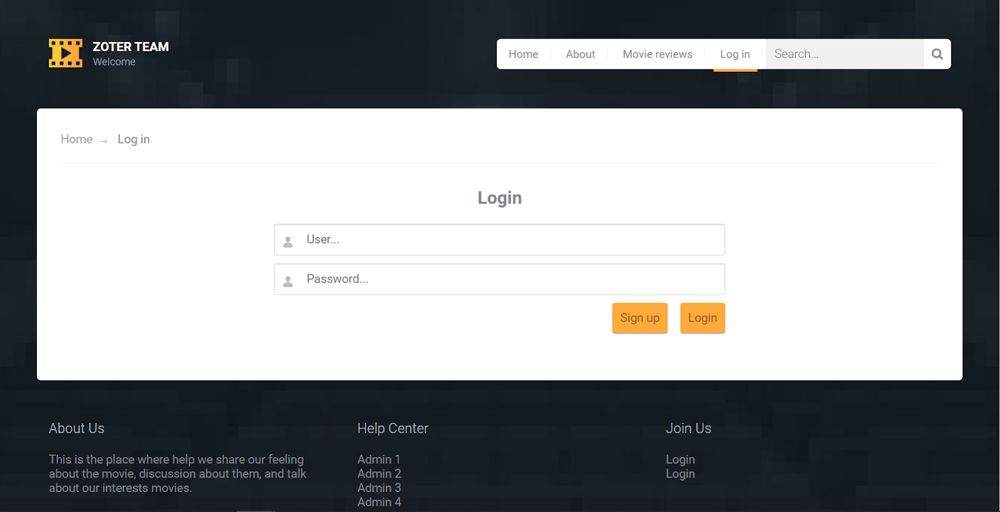 ZOTER TEAM
Welcome
Home About Movie reviews Log in Search...
Home → Log in
Login
User...
Password...
Sign up Login
About Us
This is the place where help we share our feeling
about the movie, discussion about them, and talk
about our interests movies.
Help Center
Admin 1
Admin 2
Admin 3
Admin 4
Join Us
Login
Login